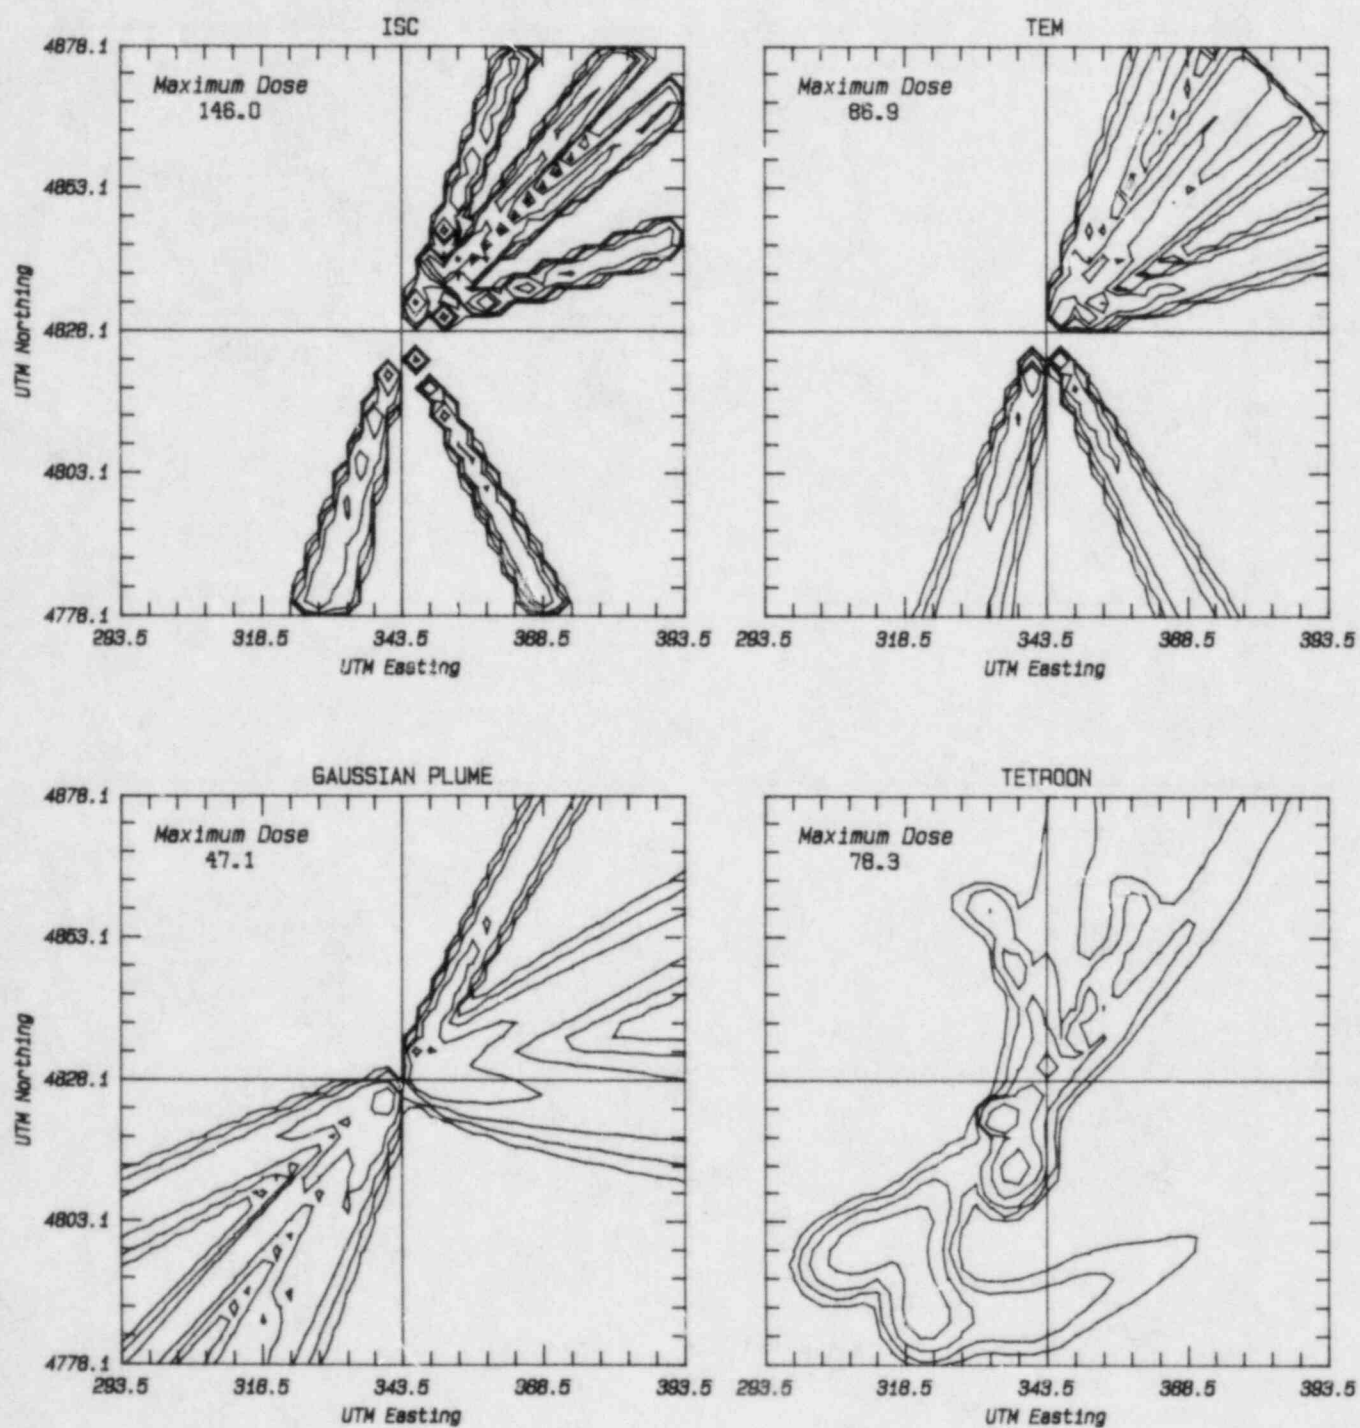 ISC
4878.1
Maximum Dose
146.0
4853.1
UTM Northing
4828.1
4803.1
4778.1
293.5 318.5 343.5 368.5 393.5
UTM Easting
TEM
Maximum Dose
86.9
293.5 318.5 343.5 368.5 393.5
UTM Easting
GAUSSIAN PLUME
4878.1
Maximum Dose
47.1
4853.1
UTM Northing
4828.1
4803.1
4778.1
293.5 318.5 343.5 368.5 393.5
UTM Easting
TETROON
Maximum Dose
78.3
293.5 318.5 343.5 368.5 393.5
UTM Easting